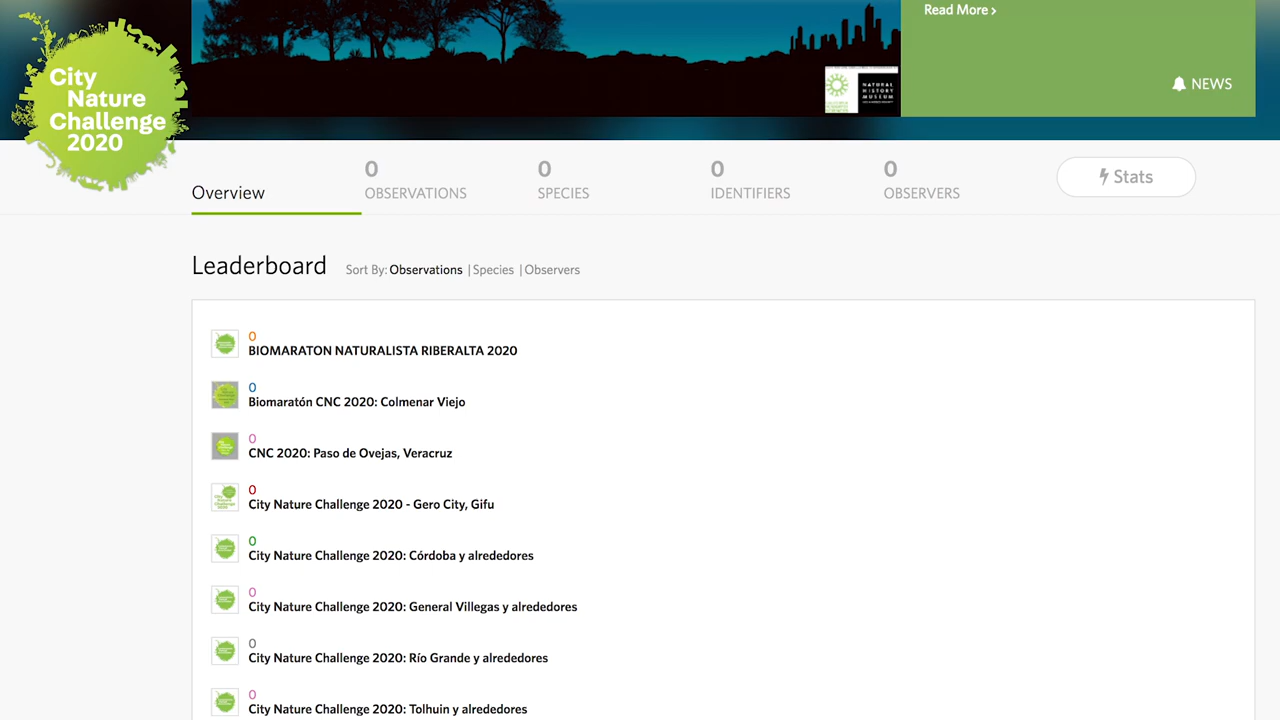 Read More ›
City
Nature
Challenge
2020
NATURAL
HISTORY
MUSEUM
NEWS
Overview
0
OBSERVATIONS
0
SPECIES
0
IDENTIFIERS
0
OBSERVERS
Stats
Leaderboard
Sort By: Observations | Species | Observers
0
BIOMARATON NATURALISTA RIBERALTA 2020
0
Biomaratón CNC 2020: Colmenar Viejo
0
CNC 2020: Paso de Ovejas, Veracruz
0
City Nature Challenge 2020 - Gero City, Gifu
0
City Nature Challenge 2020: Córdoba y alrededores
0
City Nature Challenge 2020: General Villegas y alrededores
0
City Nature Challenge 2020: Río Grande y alrededores
0
City Nature Challenge 2020: Tolhuin y alrededores